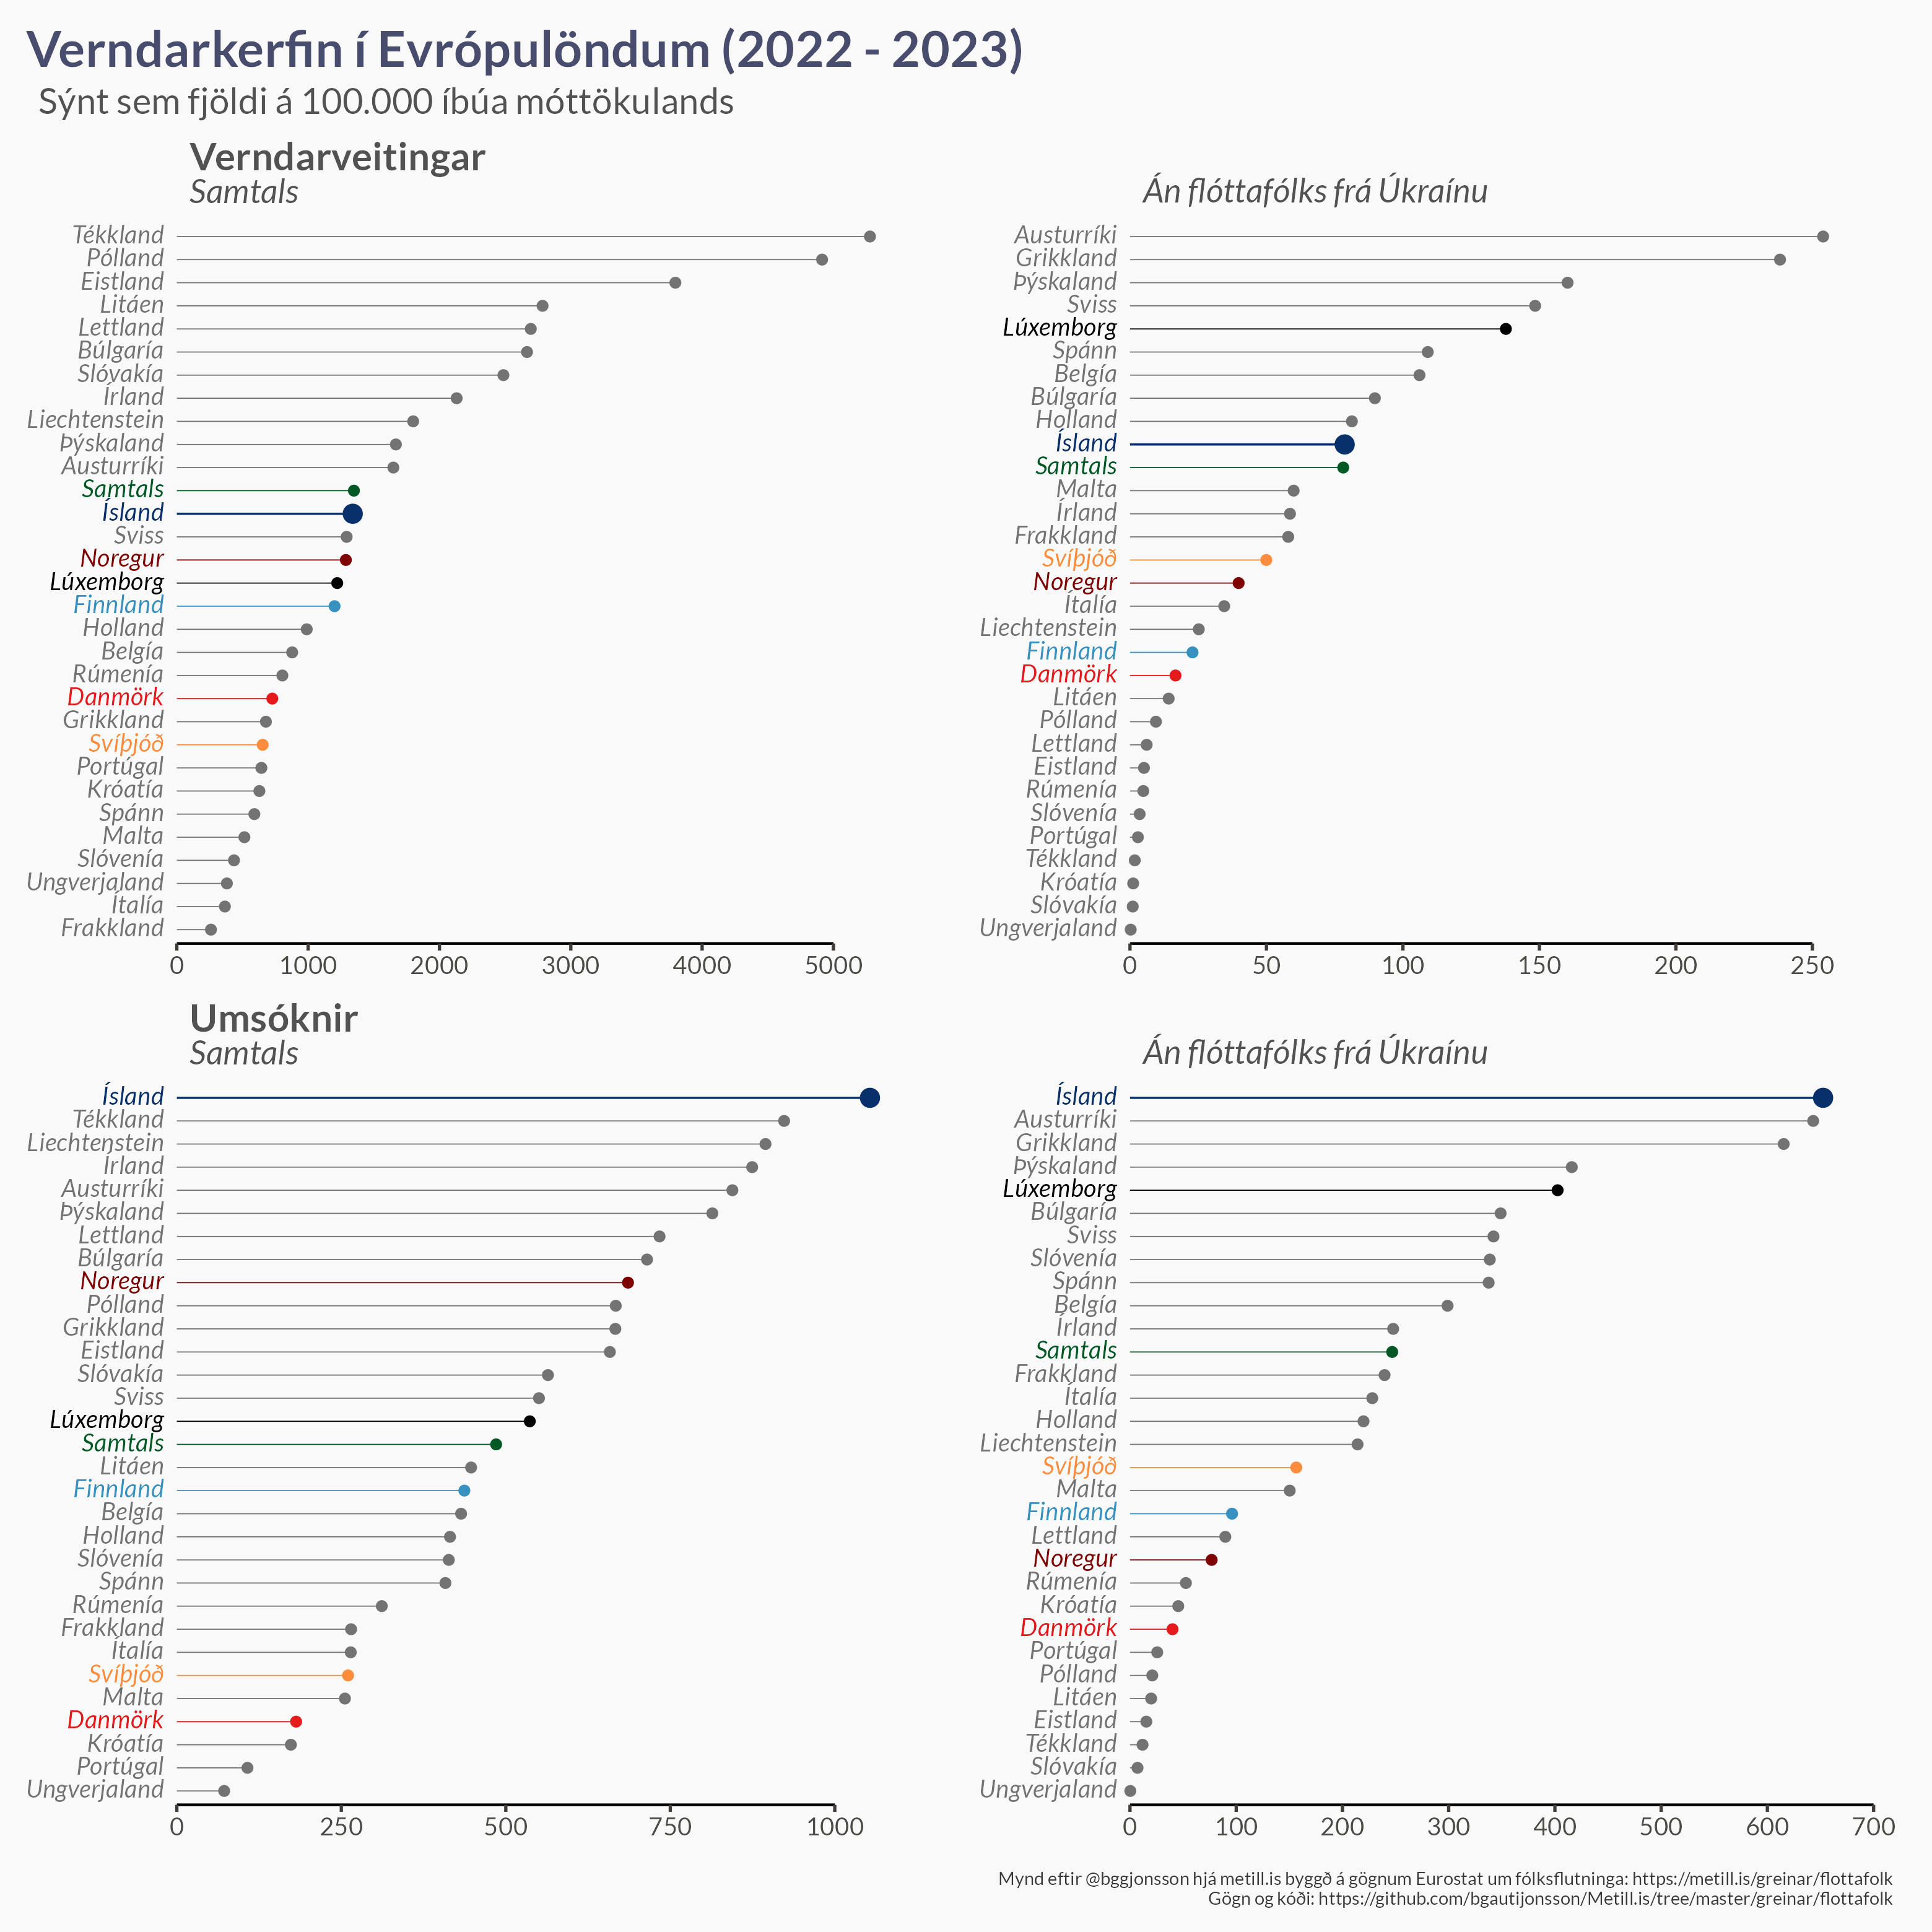 Verndarkerfin í Evrópulöndum (2022 - 2023)
Sýnt sem fjöldi á 100.000 íbúa móttökulands
Verndarveitingar
Samtals
Tékkland
Pólland
Eistland
Litáen
Lettland
Búlgaría
Slóvakía
Írland
Liechtenstein
Þýskaland
Austurríki
Samtals
Ísland
Sviss
Noregur
Lúxemborg
Finnland
Holland
Belgía
Rúmenía
Danmörk
Grikkland
Svíþjóð
Portúgal
Króatía
Spánn
Malta
Slóvenía
Ungverjaland
Ítalía
Frakkland
0 1000 2000 3000 4000 5000
Án flóttafólks frá Úkraínu
Austurríki
Grikkland
Þýskaland
Sviss
Lúxemborg
Spánn
Belgía
Búlgaría
Holland
Ísland
Samtals
Malta
Írland
Frakkland
Svíþjóð
Noregur
Ítalía
Liechtenstein
Finnland
Danmörk
Litáen
Pólland
Lettland
Eistland
Rúmenía
Slóvenía
Portúgal
Tékkland
Króatía
Slóvakía
Ungverjaland
0 50 100 150 200 250
Umsóknir
Samtals
Ísland
Tékkland
Liechtenstein
Írland
Austurríki
Þýskaland
Lettland
Búlgaría
Noregur
Pólland
Grikkland
Eistland
Slóvakía
Sviss
Lúxemborg
Samtals
Litáen
Finnland
Belgía
Holland
Slóvenía
Spánn
Rúmenía
Frakkland
Ítalía
Svíþjóð
Malta
Danmörk
Króatía
Portúgal
Ungverjaland
0 250 500 750 1000
Án flóttafólks frá Úkraínu
Ísland
Austurríki
Grikkland
Þýskaland
Lúxemborg
Búlgaría
Sviss
Slóvenía
Spánn
Belgía
Írland
Samtals
Frakkland
Ítalía
Holland
Liechtenstein
Svíþjóð
Malta
Finnland
Lettland
Noregur
Rúmenía
Króatía
Danmörk
Portúgal
Pólland
Litáen
Eistland
Tékkland
Slóvakía
Ungverjaland
0 100 200 300 400 500 600 700
Mynd eftir @bggjonsson hjá metill.is byggð á gögnum Eurostat um fólksflutninga: https://metill.is/greinar/flottafolk
Gögn og kóði: https://github.com/bgautijonsson/Metill.is/tree/master/greinar/flottafolk